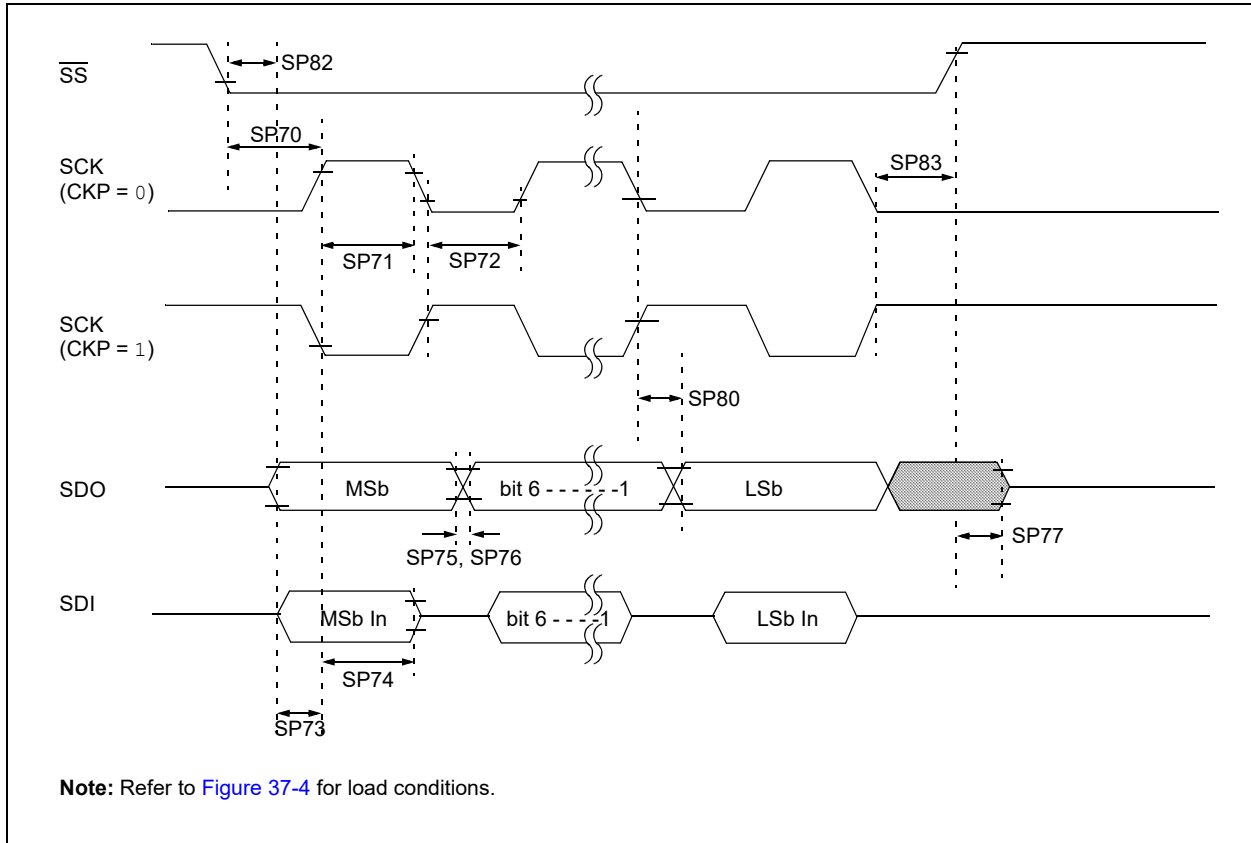 SS
SP82
SP70
SCK
(CKP = 0)
SP83
SP71
SP72
SCK
(CKP = 1)
SP80
SDO
MSb
bit 6 - - - - - -1
LSb
SP77
SP75, SP76
SDI
MSb In
bit 6 - - - -1
LSb In
SP74
SP73
Note: Refer to Figure 37-4 for load conditions.